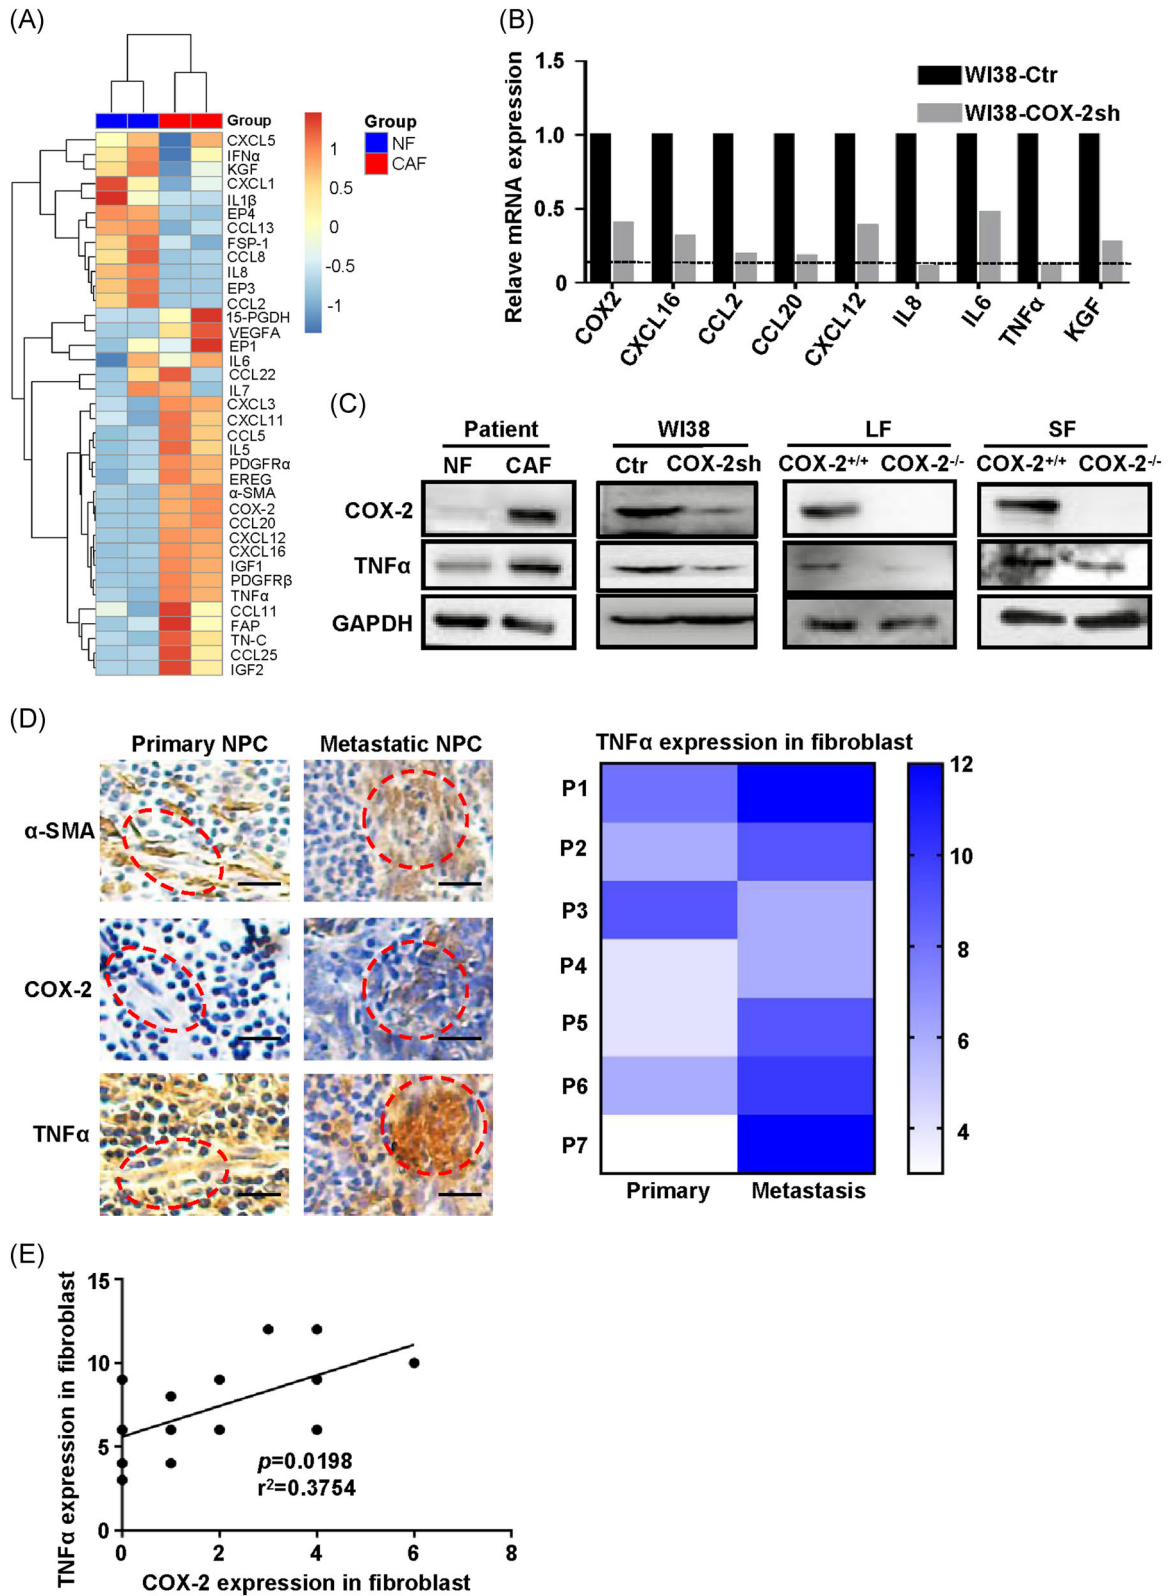 (A)
Group
CXCL5
IFNα
KGF
CXCL1
IL1β
EP4
CCL13
FSP-1
CCL8
IL8
EP3
CCL2
15-PGDH
VEGFA
EP1
IL6
CCL22
IL7
CXCL3
CXCL11
CCL5
IL5
PDGFRα
EREG
α-SMA
COX-2
CCL20
CXCL12
CXCL16
IGF1
PDGFRβ
TNFα
CCL11
FAP
TN-C
CCL25
IGF2
1
0.5
0
-0.5
-1
Group
NF
CAF
(B)
Relave mRNA expression
1.5
1.0
0.5
0
WI38-Ctr
WI38-COX-2sh
COX2
CXCL16
CCL2
CCL20
CXCL12
IL8
IL6
TNFα
KGF
(C)
Patient WI38 LF SF
NF CAF Ctr COX-2sh COX-2+/+ COX-2-/- COX-2+/+ COX-2-/-
COX-2
TNFα
GAPDH
(D)
Primary NPC Metastatic NPC
α-SMA
COX-2
TNFα
TNFα expression in fibroblast
P1
P2
P3
P4
P5
P6
P7
Primary Metastasis
12
10
8
6
4
(E)
TNFα expression in fibroblast
15
10
5
0
p=0.0198
r²=0.3754
0 2 4 6 8
COX-2 expression in fibroblast